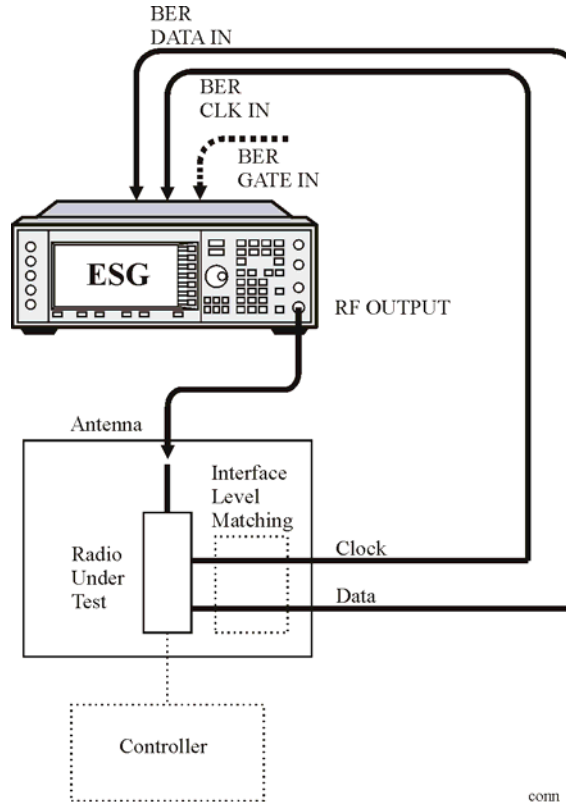 BER
DATA IN
BER
CLK IN
BER
GATE IN
ESG
RF OUTPUT
Antenna
Interface
Level
Matching
Radio
Under
Test
Clock
Data
Controller
conn